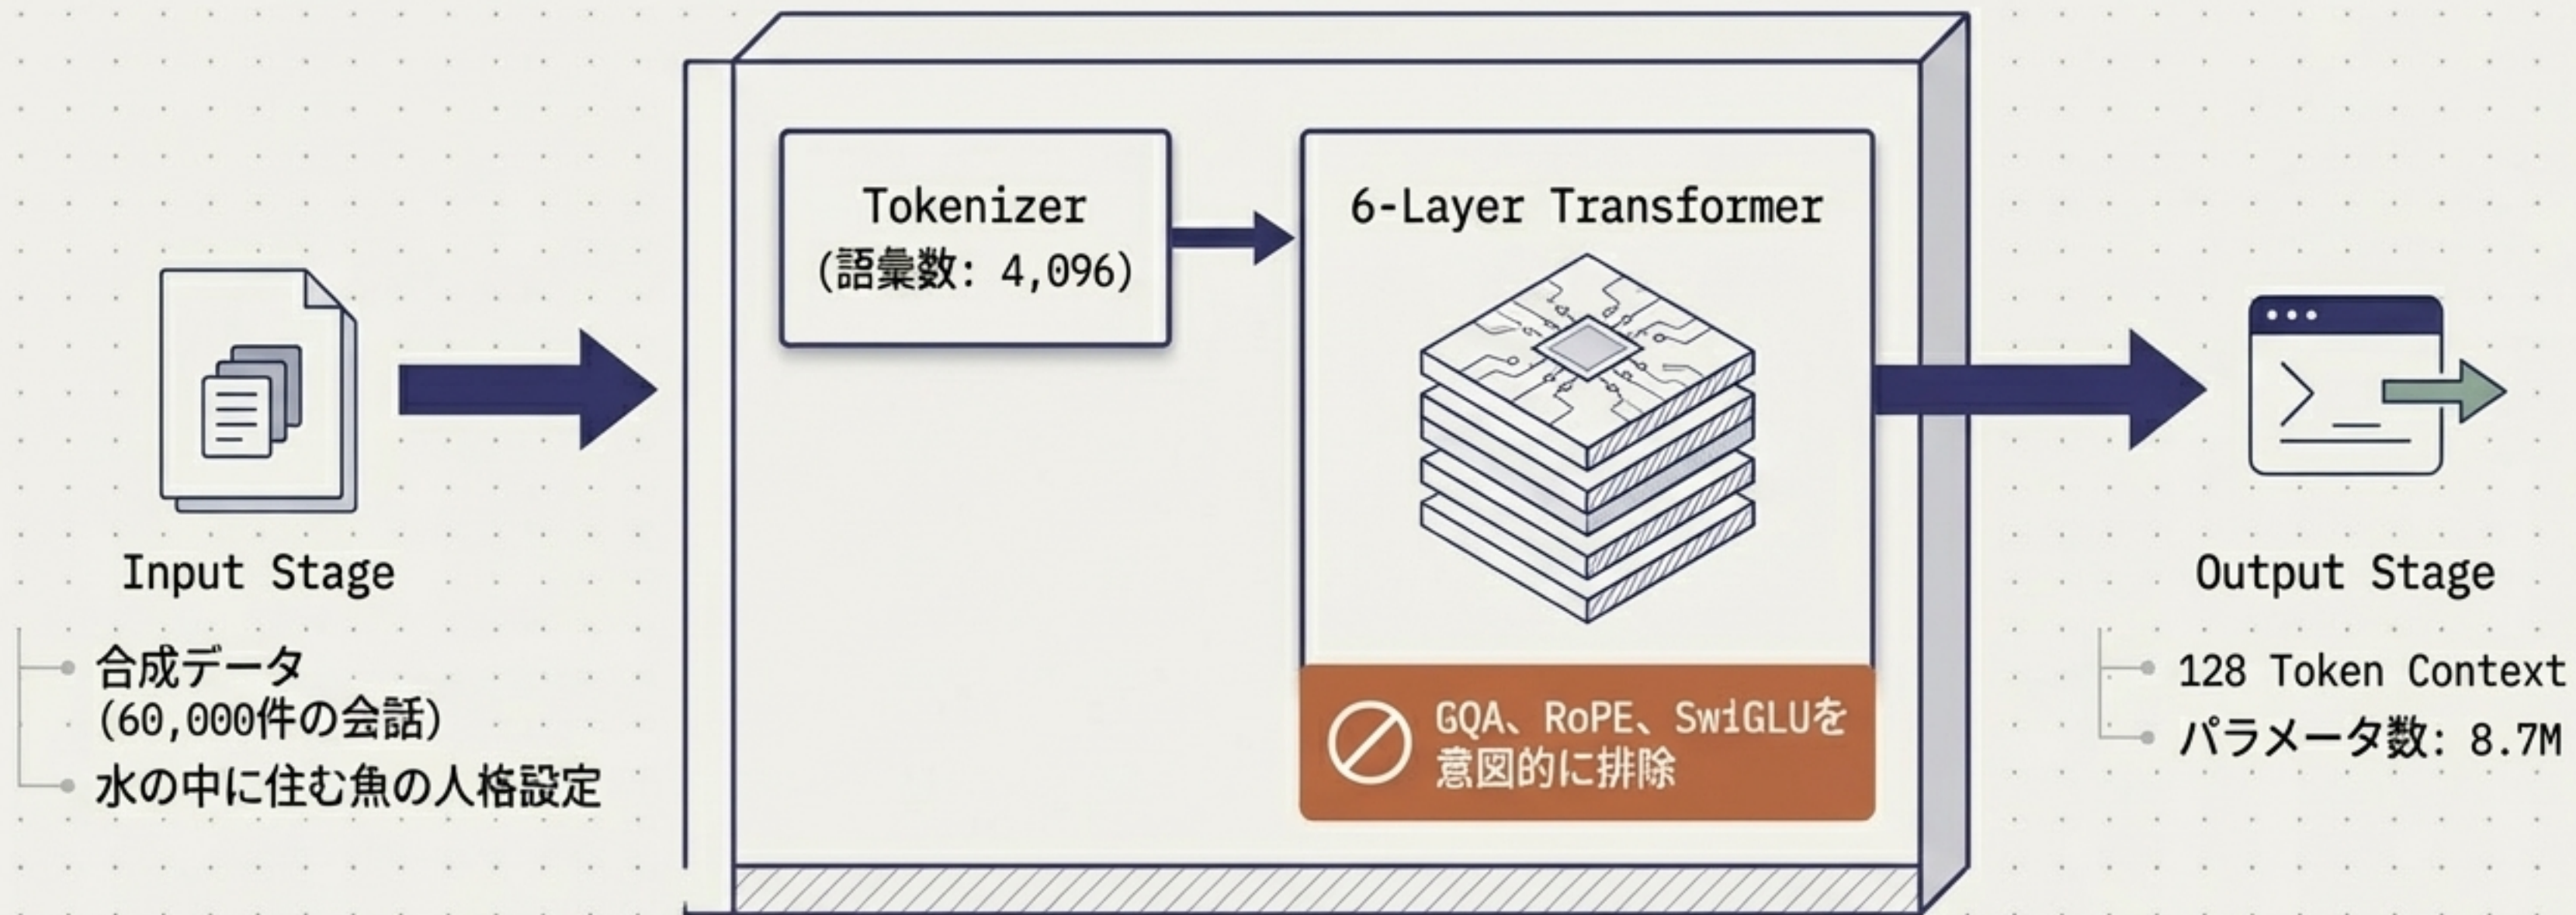 Tokenizer
(語彙数: 4,096)
6-Layer Transformer
GQA、RoPE、SwiGLUを
意図的に排除
Input Stage
合成データ
(60,000件の会話)
水の中に住む魚の人格設定
Output Stage
128 Token Context
パラメータ数: 8.7M